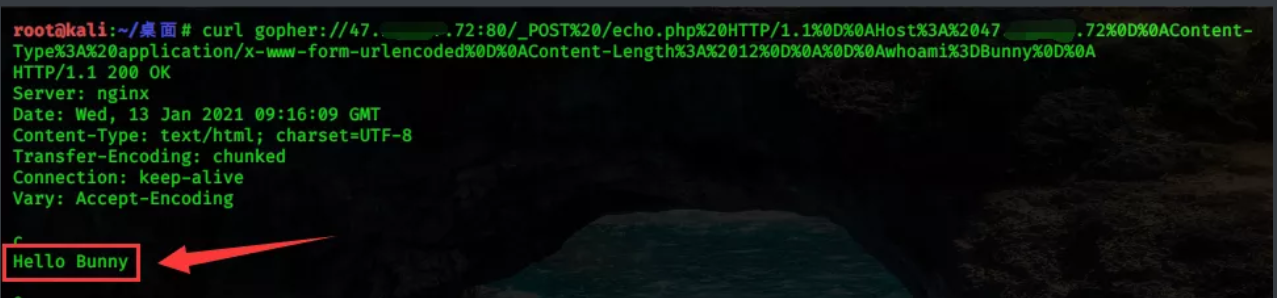 root@kali:~/桌面# curl gopher://47. .72:80/_POST%20/echo.php%20HTTP/1.1%0D%0AHost%3A%2047. .72%0D%0AContent-
Type%3A%20application/x-www-form-urlencoded%0D%0AContent-Length%3A%2012%0D%0A%0D%0Awhoami%3DBunny%0D%0A
HTTP/1.1 200 OK
Server: nginx
Date: Wed, 13 Jan 2021 09:16:09 GMT
Content-Type: text/html; charset=UTF-8
Transfer-Encoding: chunked
Connection: keep-alive
Vary: Accept-Encoding
c
Hello Bunny